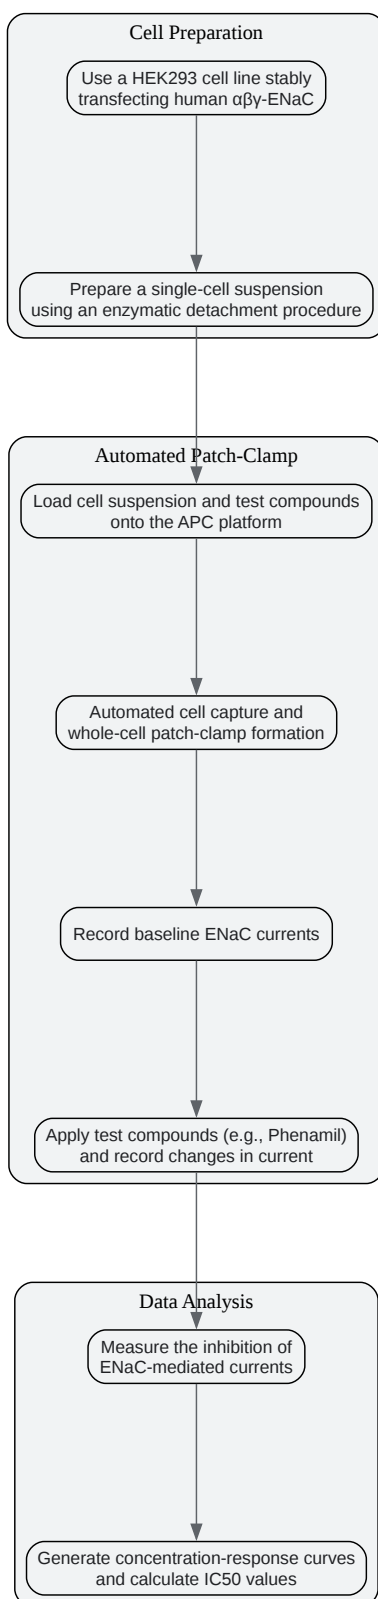 Cell Preparation
Use a HEK293 cell line stably
transfecting human αβγ-ENaC
Prepare a single-cell suspension
using an enzymatic detachment procedure
Automated Patch-Clamp
Load cell suspension and test compounds
onto the APC platform
Automated cell capture and
whole-cell patch-clamp formation
Record baseline ENaC currents
Apply test compounds (e.g., Phenamil)
and record changes in current
Data Analysis
Measure the inhibition of
ENaC-mediated currents
Generate concentration-response curves
and calculate IC50 values